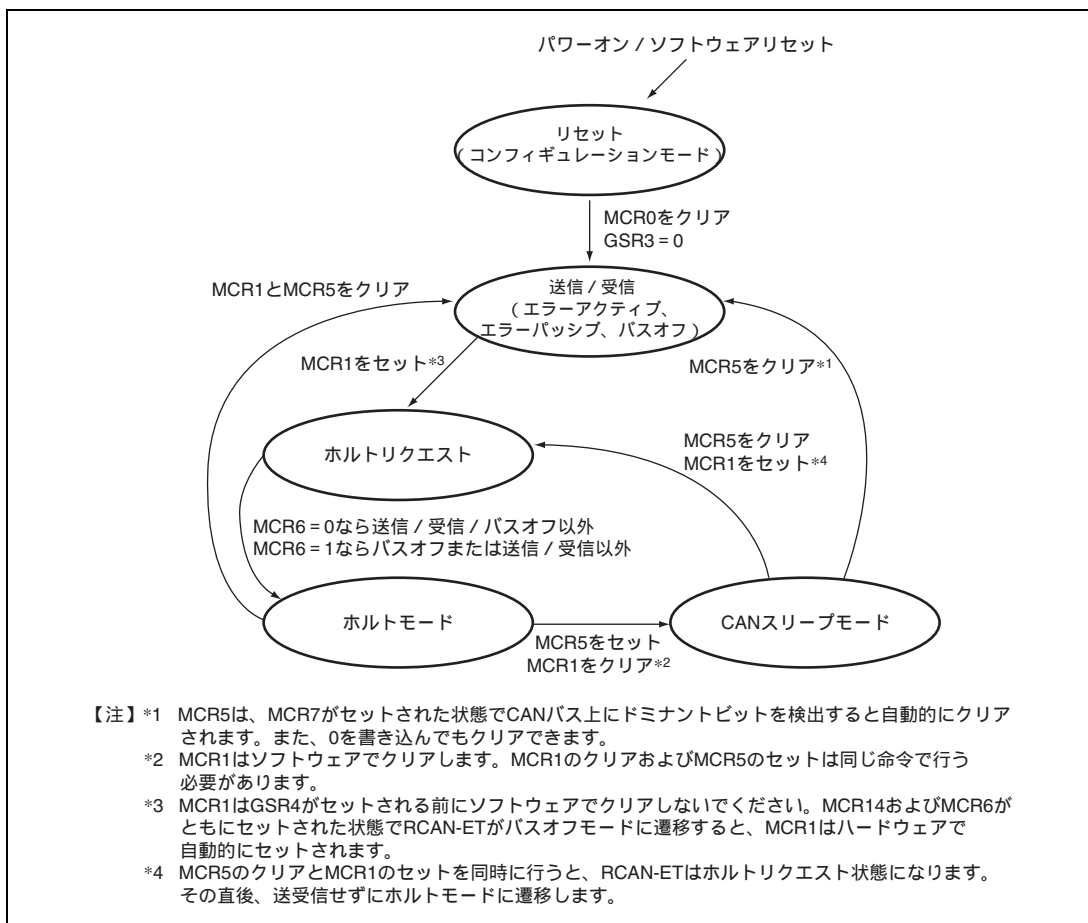 パワーオン / ソフトウェアリセット
リセット
( コンフィギュレーションモード )
MCR0をクリア
GSR3 = 0
MCR1とMCR5をクリア
送信 / 受信
( エラーアクティブ、
エラーパッシブ、バスオフ )
MCR1をセット*3
MCR5をクリア*1
ホルトリクエスト
MCR5をクリア
MCR1をセット*4
MCR6 = 0なら送信 / 受信 / バスオフ以外
MCR6 = 1ならバスオフまたは送信 / 受信以外
ホルトモード
CANスリープモード
MCR5をセット
MCR1をクリア*2
【注】*1 MCR5は、MCR7がセットされた状態でCANバス上にドミナントビットを検出すると自動的にクリア
されます。また、0を書き込んでもクリアできます。
*2 MCR1はソフトウェアでクリアします。MCR1のクリアおよびMCR5のセットは同じ命令で行う
必要があります。
*3 MCR1はGSR4がセットされる前にソフトウェアでクリアしないでください。MCR14およびMCR6が
ともにセットされた状態でRCAN-ETがバスオフモードに遷移すると、MCR1はハードウェアで
自動的にセットされます。
*4 MCR5のクリアとMCR1のセットを同時に行うと、RCAN-ETはホルトリクエスト状態になります。
その直後、送受信せずにホルトモードに遷移します。